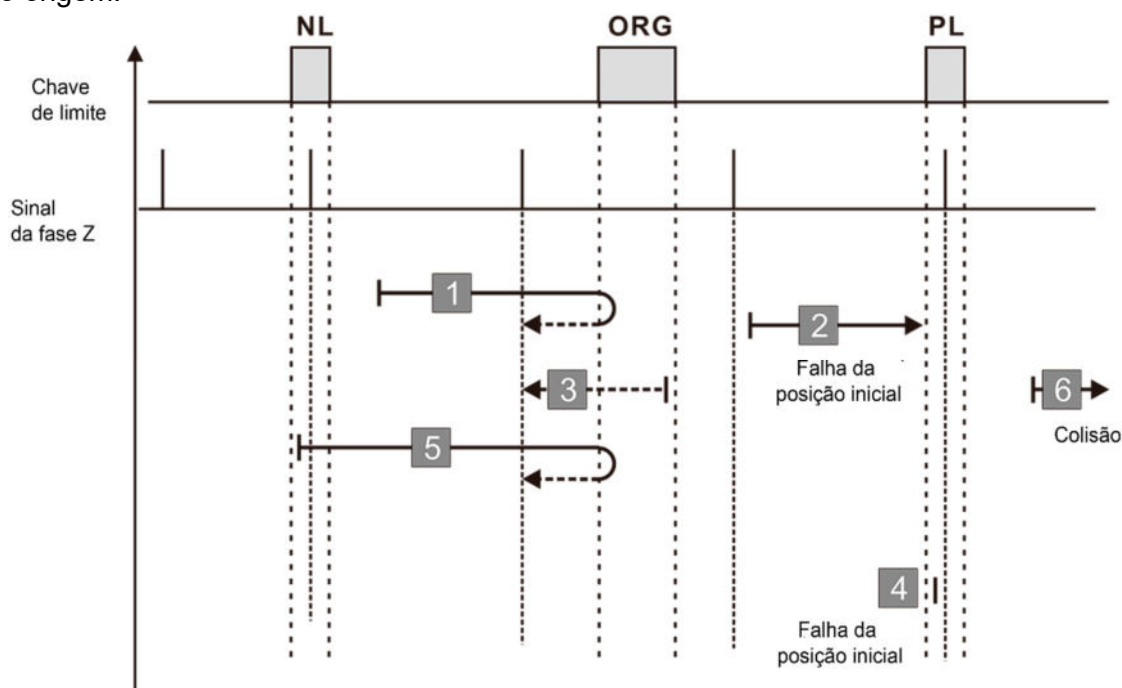 NL ORG PL
Chave
de limite
Sinal
da fase Z
1
2
Falha da
posição inicial
3
6
Colisão
5
4
Falha da
posição inicial